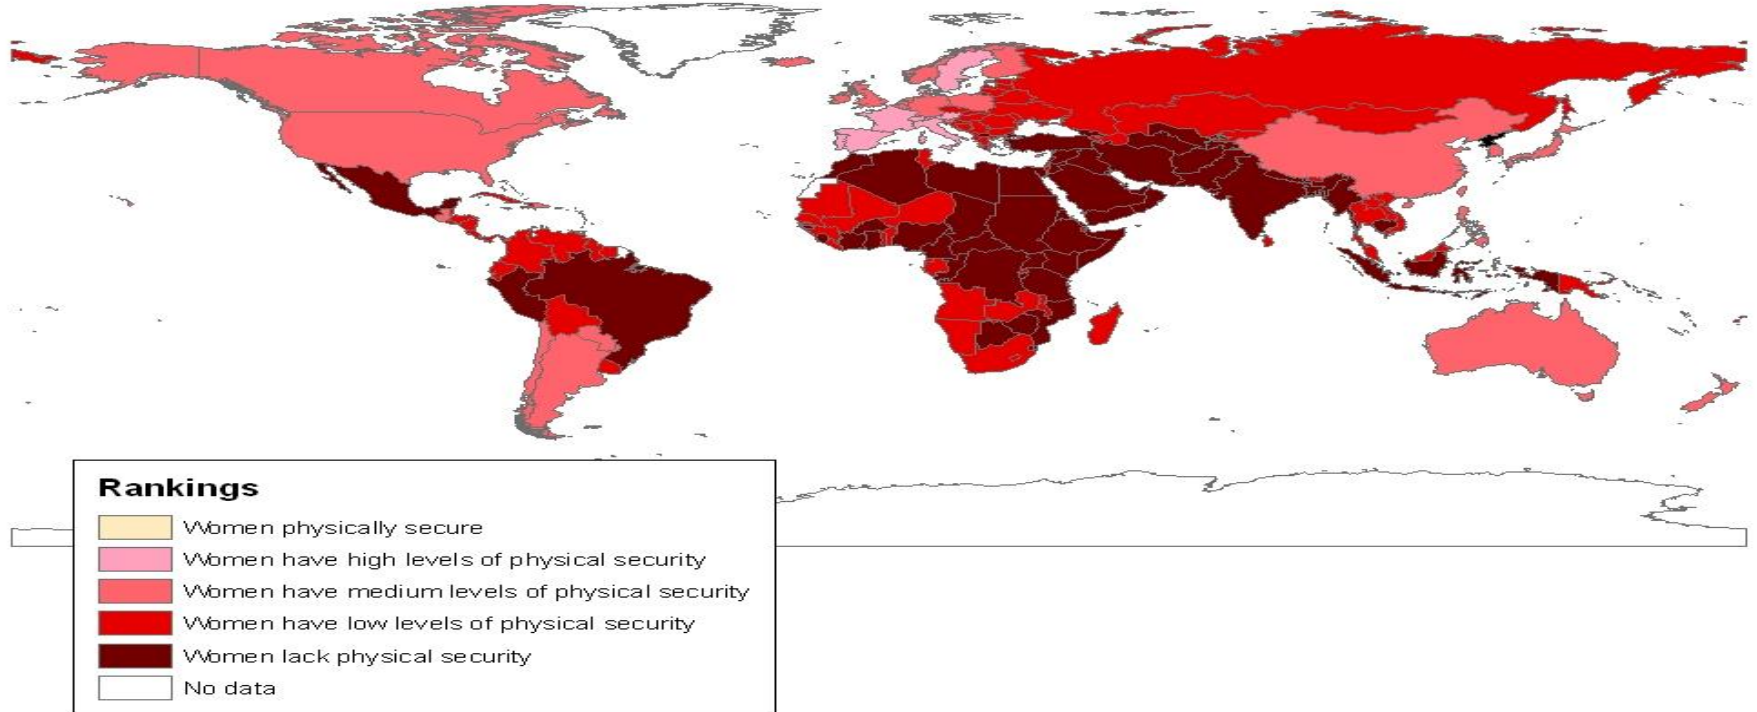 Rankings
Women physically secure
Women have high levels of physical security
Women have medium levels of physical security
Women have low levels of physical security
Women lack physical security
No data